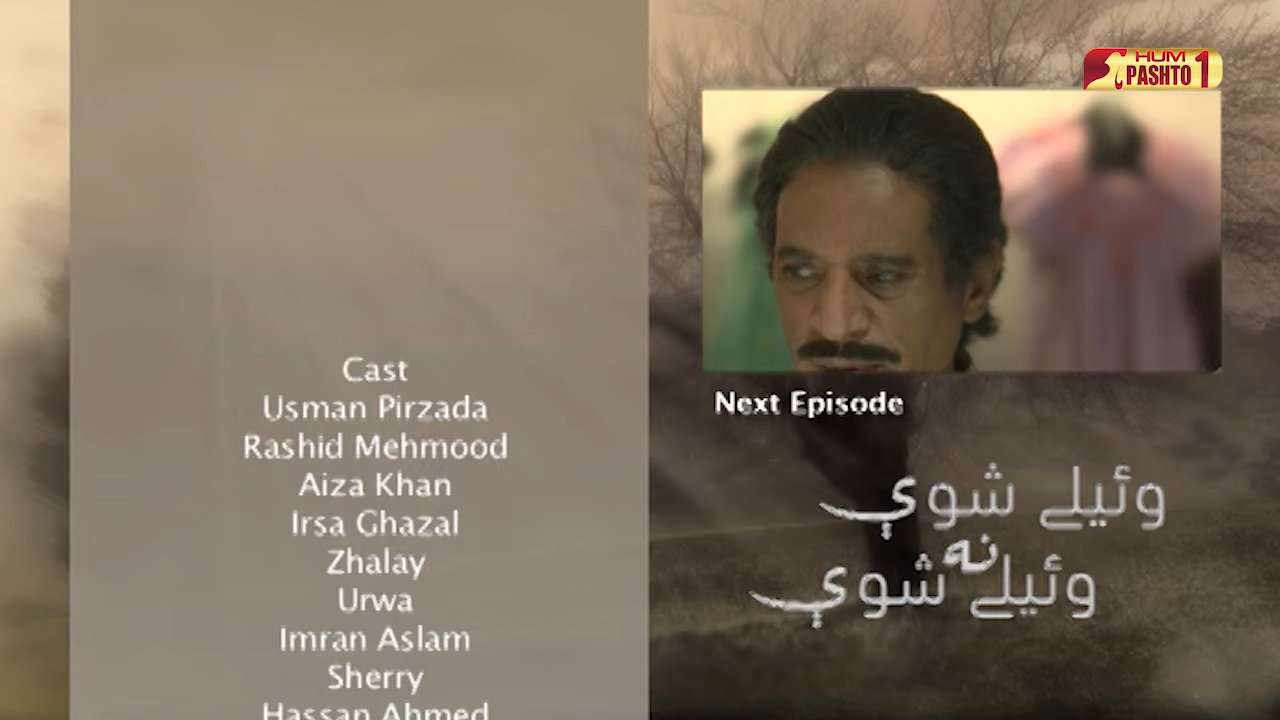 HUM
PASHTO 1
Cast
Usman Pirzada
Rashid Mehmood
Aiza Khan
Irsa Ghazal
Zhalay
Urwa
Imran Aslam
Sherry
Hassan Ahmed
Next Episode
وئیلے شوې
وئیلے نه شوې